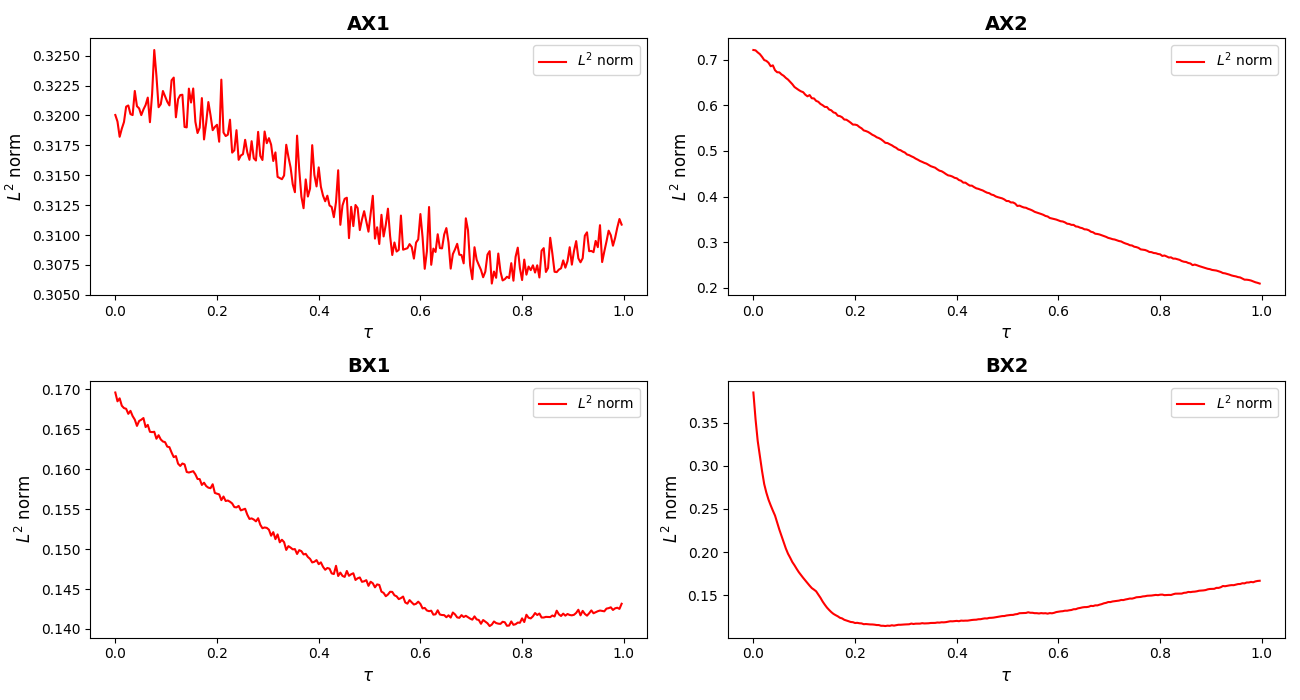 AX1
0.3250
0.3225
0.3200
0.3175
0.3150
0.3125
0.3100
0.3075
0.3050
L² norm
L² norm
0.0 0.2 0.4 0.6 0.8 1.0
τ
AX2
0.7
0.6
0.5
0.4
0.3
0.2
L² norm
L² norm
0.0 0.2 0.4 0.6 0.8 1.0
τ
BX1
0.170
0.165
0.160
0.155
0.150
0.145
0.140
L² norm
L² norm
0.0 0.2 0.4 0.6 0.8 1.0
τ
BX2
0.35
0.30
0.25
0.20
0.15
L² norm
L² norm
0.0 0.2 0.4 0.6 0.8 1.0
τ